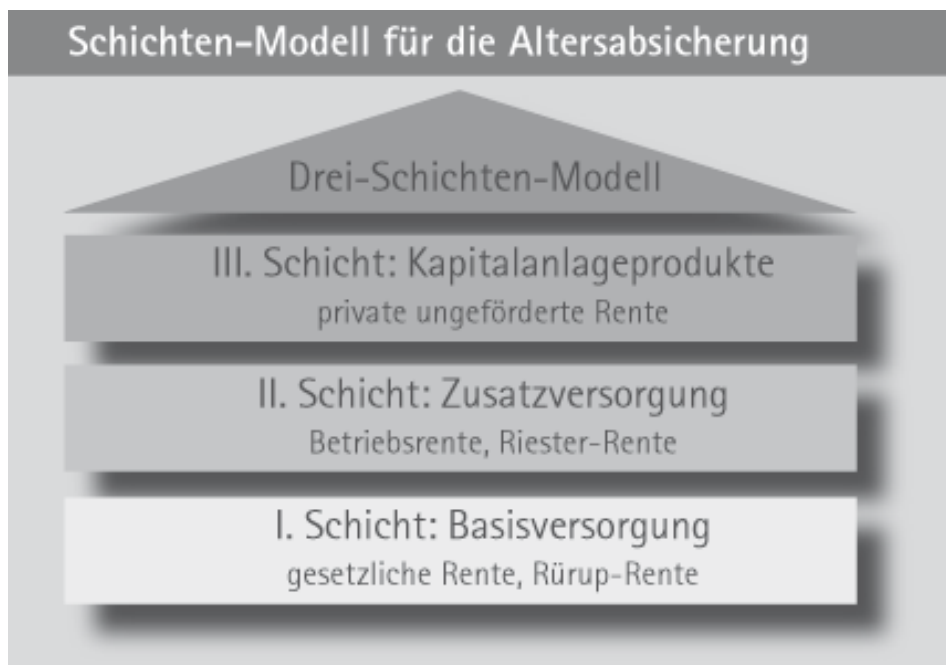 Schichten-Modell für die Altersabsicherung
Drei-Schichten-Modell
III. Schicht: Kapitalanlageprodukte
private ungeförderte Rente
II. Schicht: Zusatzversorgung
Betriebsrente, Riester-Rente
I. Schicht: Basisversorgung
gesetzliche Rente, Rürup-Rente